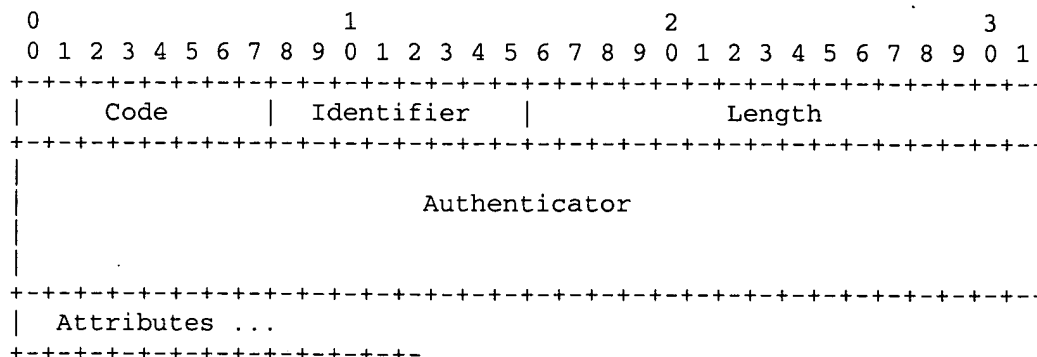 0                   1                   2                   3
0 1 2 3 4 5 6 7 8 9 0 1 2 3 4 5 6 7 8 9 0 1 2 3 4 5 6 7 8 9 0 1
+-+-+-+-+-+-+-+-+-+-+-+-+-+-+-+-+-+-+-+-+-+-+-+-+-+-+-+-+-+-+-+-
|     Code      |  Identifier   |            Length
+-+-+-+-+-+-+-+-+-+-+-+-+-+-+-+-+-+-+-+-+-+-+-+-+-+-+-+-+-+-+-+-
|
|                         Authenticator
|
|
+-+-+-+-+-+-+-+-+-+-+-+-+-+-+-+-+-+-+-+-+-+-+-+-+-+-+-+-+-+-+-+-
|  Attributes ...
+-+-+-+-+-+-+-+-+-+-+-+-+-